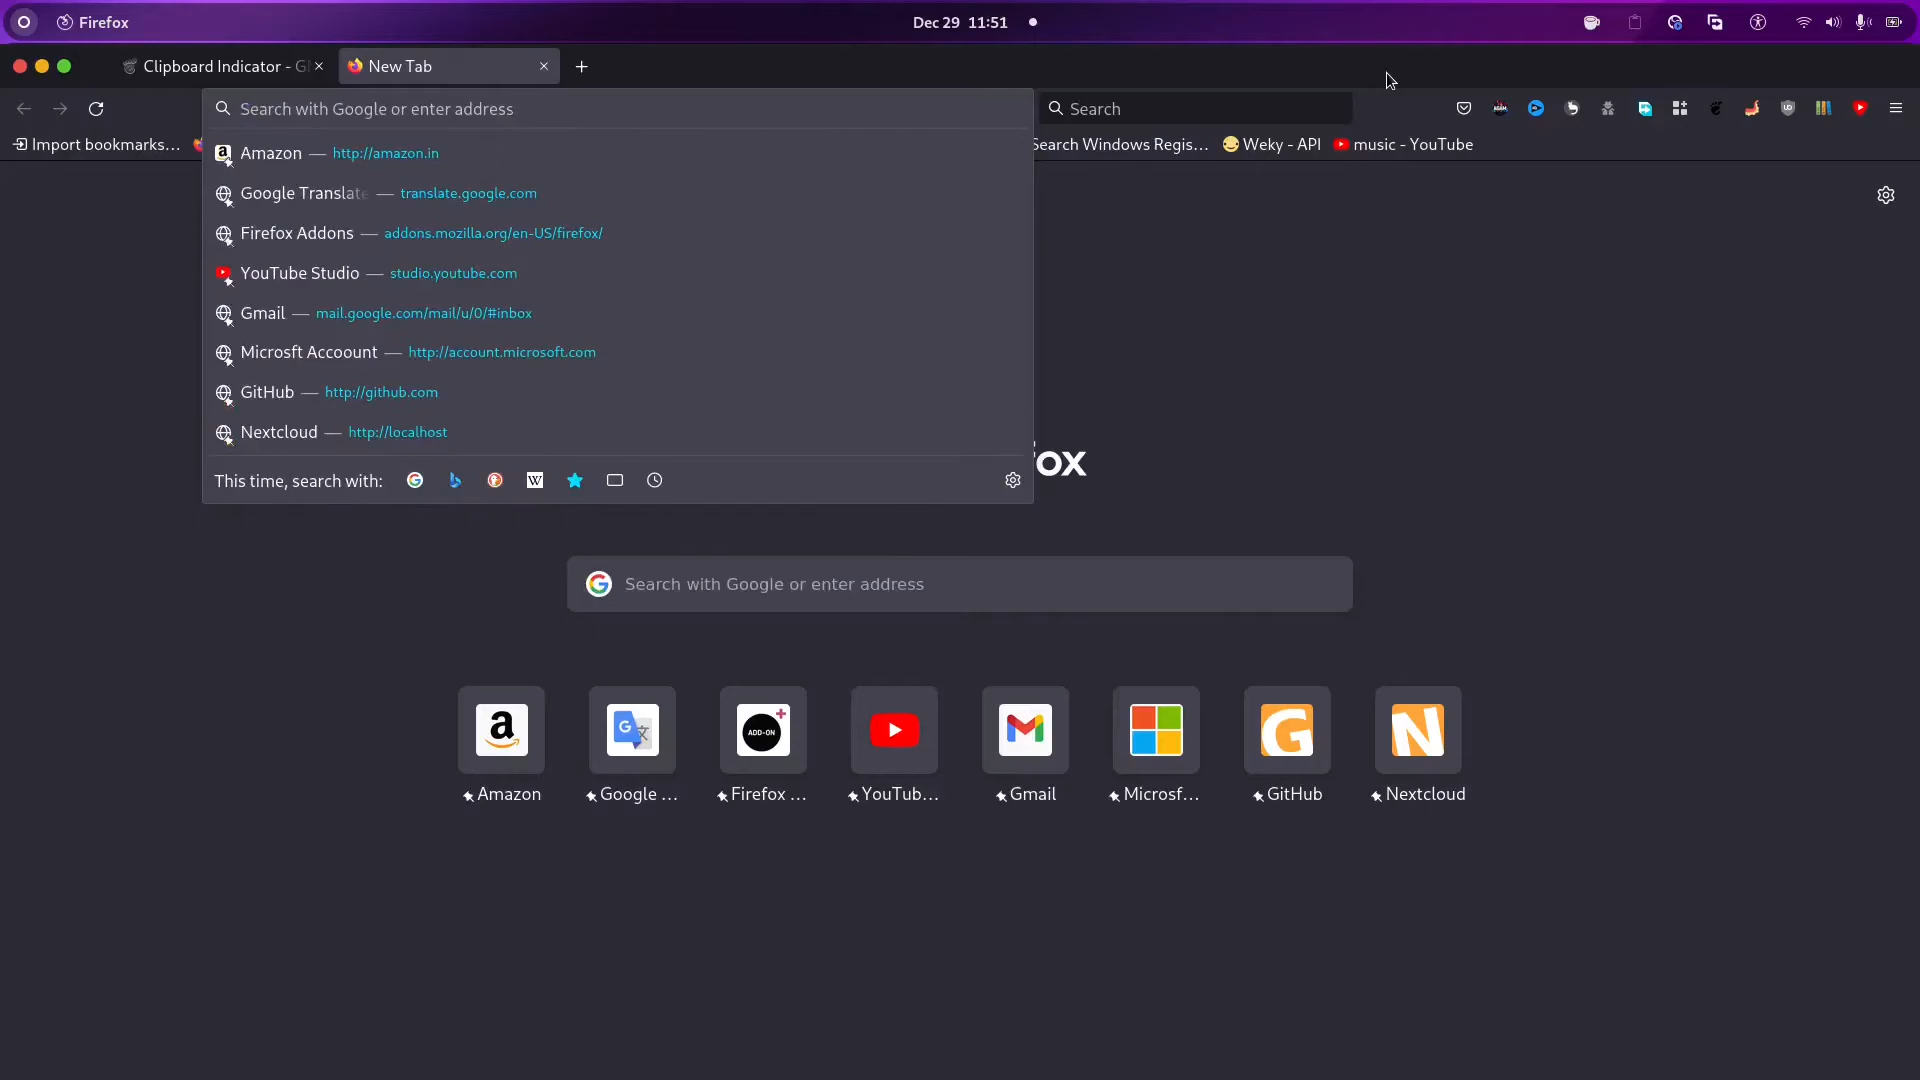 Firefox
Dec 29 11:51
Clipboard Indicator - G
New Tab
Search with Google or enter address
Search
Import bookmarks...
Search Windows Regis...
Weky - API
music - YouTube
Amazon — http://amazon.in
Google Translate — translate.google.com
Firefox Addons — addons.mozilla.org/en-US/firefox/
YouTube Studio — studio.youtube.com
Gmail — mail.google.com/mail/u/0/#inbox
Microsft Accoount — http://account.microsoft.com
GitHub — http://github.com
Nextcloud — http://localhost
This time, search with:
fox
Search with Google or enter address
ADD-ON
Amazon
Google ...
Firefox ...
YouTub...
Gmail
Microsf...
GitHub
Nextcloud